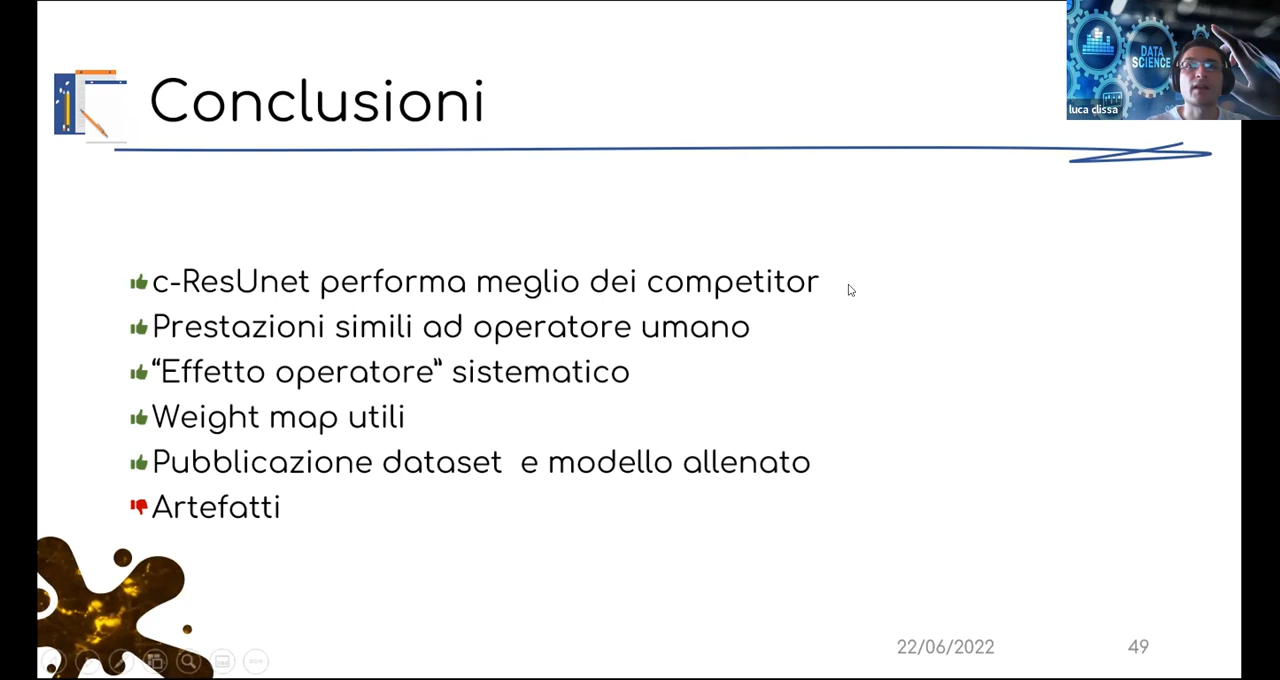 DATA
SCIENCE
luca clissa
Conclusioni
c-ResUnet performa meglio dei competitor
Prestazioni simili ad operatore umano
“Effetto operatore” sistematico
Weight map utili
Pubblicazione dataset e modello allenato
Artefatti
22/06/2022
49